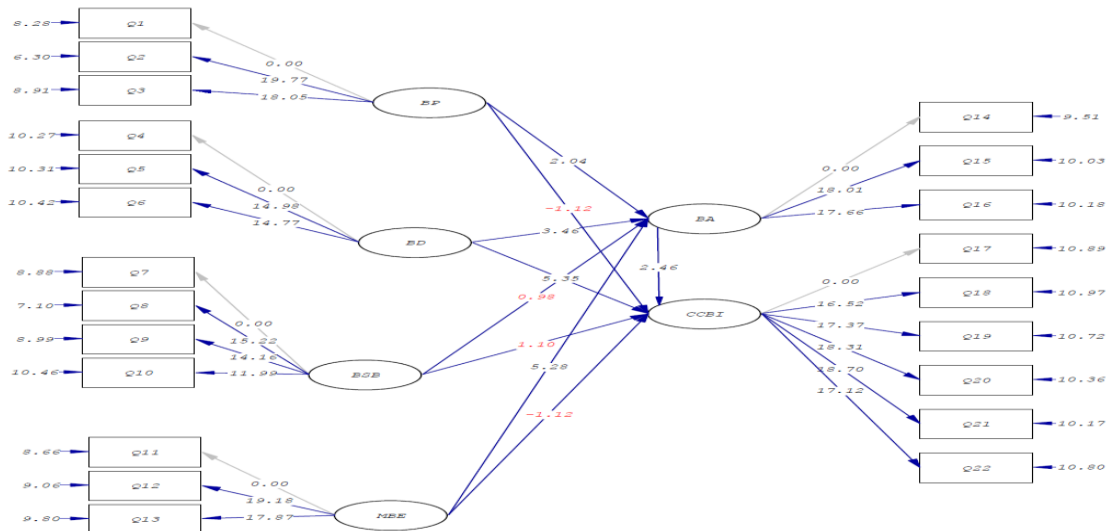 8.28 Q1
6.30 Q2
8.91 Q3
0.00
19.77
18.05
BP
10.27 Q4
10.31 Q5
10.42 Q6
0.00
14.98
14.77
BD
8.88 Q7
7.10 Q8
8.99 Q9
10.46 Q10
0.00
15.22
14.16
11.99
BSB
8.66 Q11
9.06 Q12
9.80 Q13
0.00
19.18
17.87
MBE
2.04
-1.12
3.46
5.35
0.98
1.10
5.28
-1.12
BA
2.46
CCBI
0.00
18.01
17.66
0.00
16.52
17.37
18.31
18.70
17.12
Q14 9.51
Q15 10.03
Q16 10.18
Q17 10.89
Q18 10.97
Q19 10.72
Q20 10.36
Q21 10.17
Q22 10.80